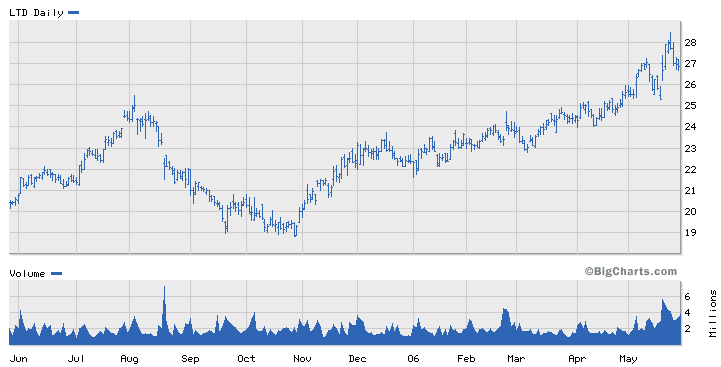 LTD Daily
28
27
26
25
24
23
22
21
20
19
©BigCharts.com
Volume
6
4
2
Millions
Jun Jul Aug Sep Oct Nov Dec 06 Feb Mar Apr May